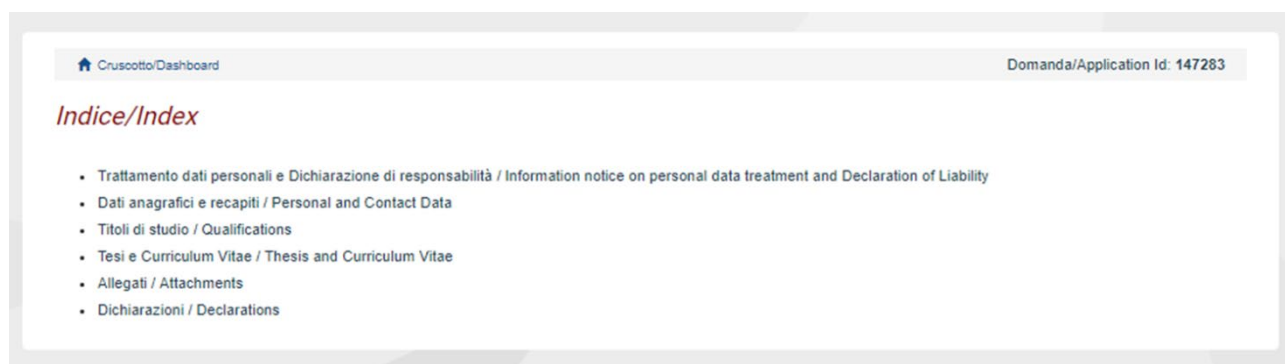 Cruscotto/Dashboard
Domanda/Application Id: 147283
Indice/Index
Trattamento dati personali e Dichiarazione di responsabilità / Information notice on personal data treatment and Declaration of Liability
Dati anagrafici e recapiti / Personal and Contact Data
Titoli di studio / Qualifications
Tesi e Curriculum Vitae / Thesis and Curriculum Vitae
Allegati / Attachments
Dichiarazioni / Declarations